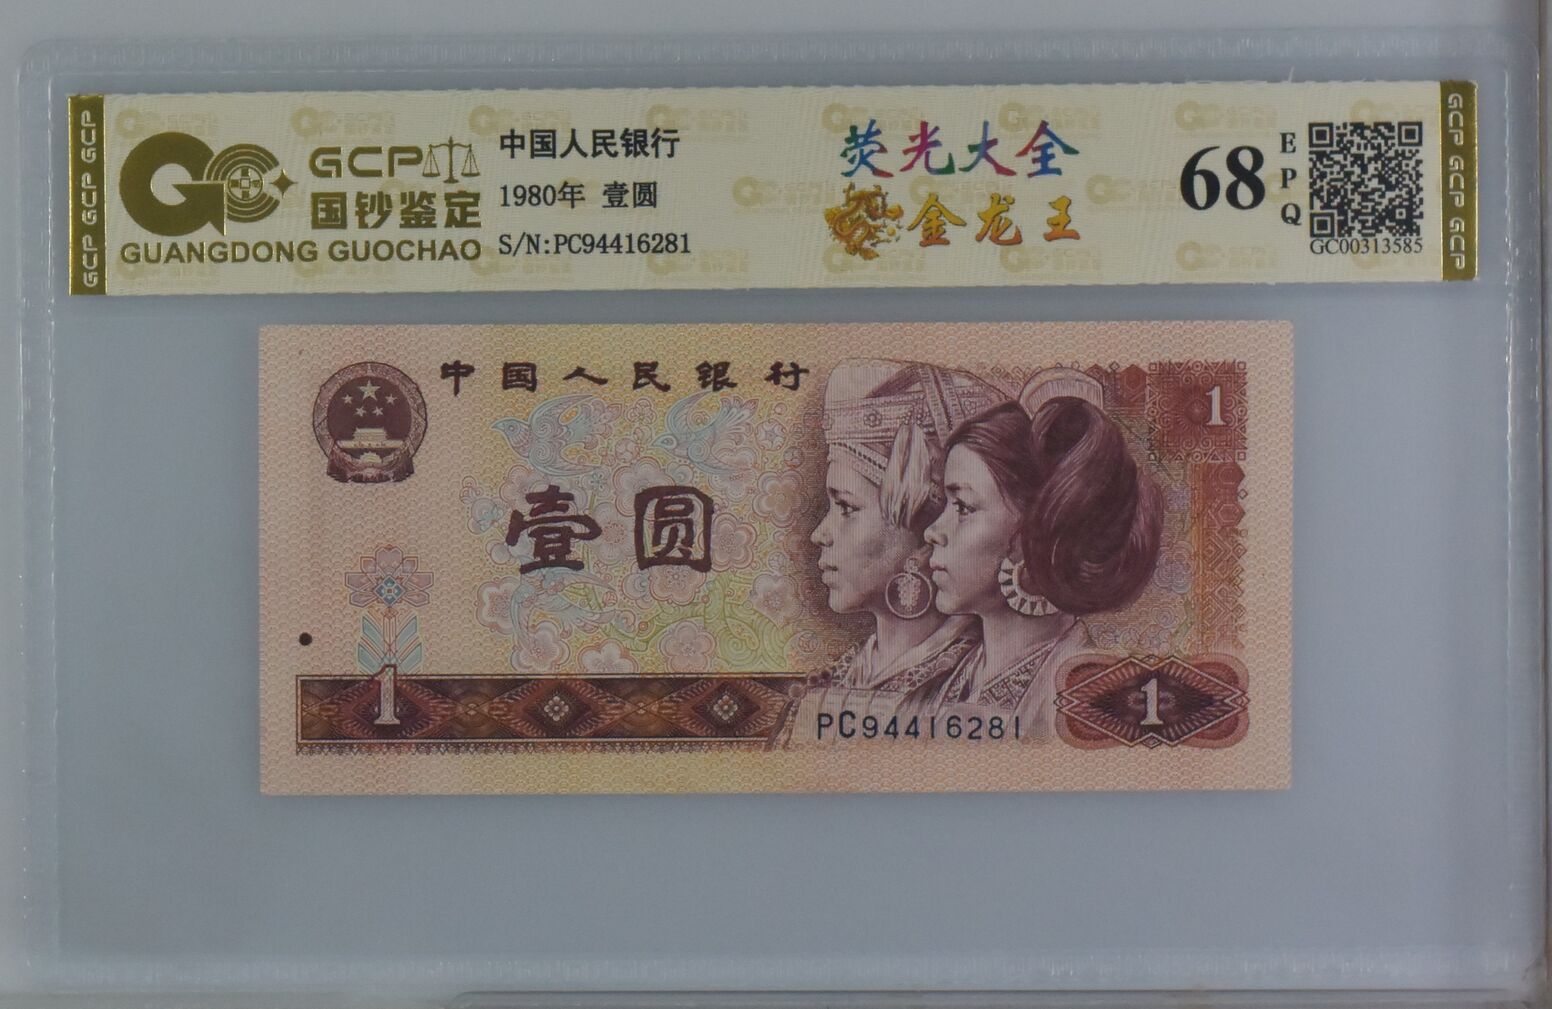 GCP GCP GCP
GCP
国钞鉴定
GUANGDONG GUOCHAO
中国人民银行
1980年 壹圆
S/N:PC94416281
荧光大全
金龙王
68
EPQ
GC00313585
GCP GCP GCP
中国人民银行
1
壹圆
1
PC94416281
1